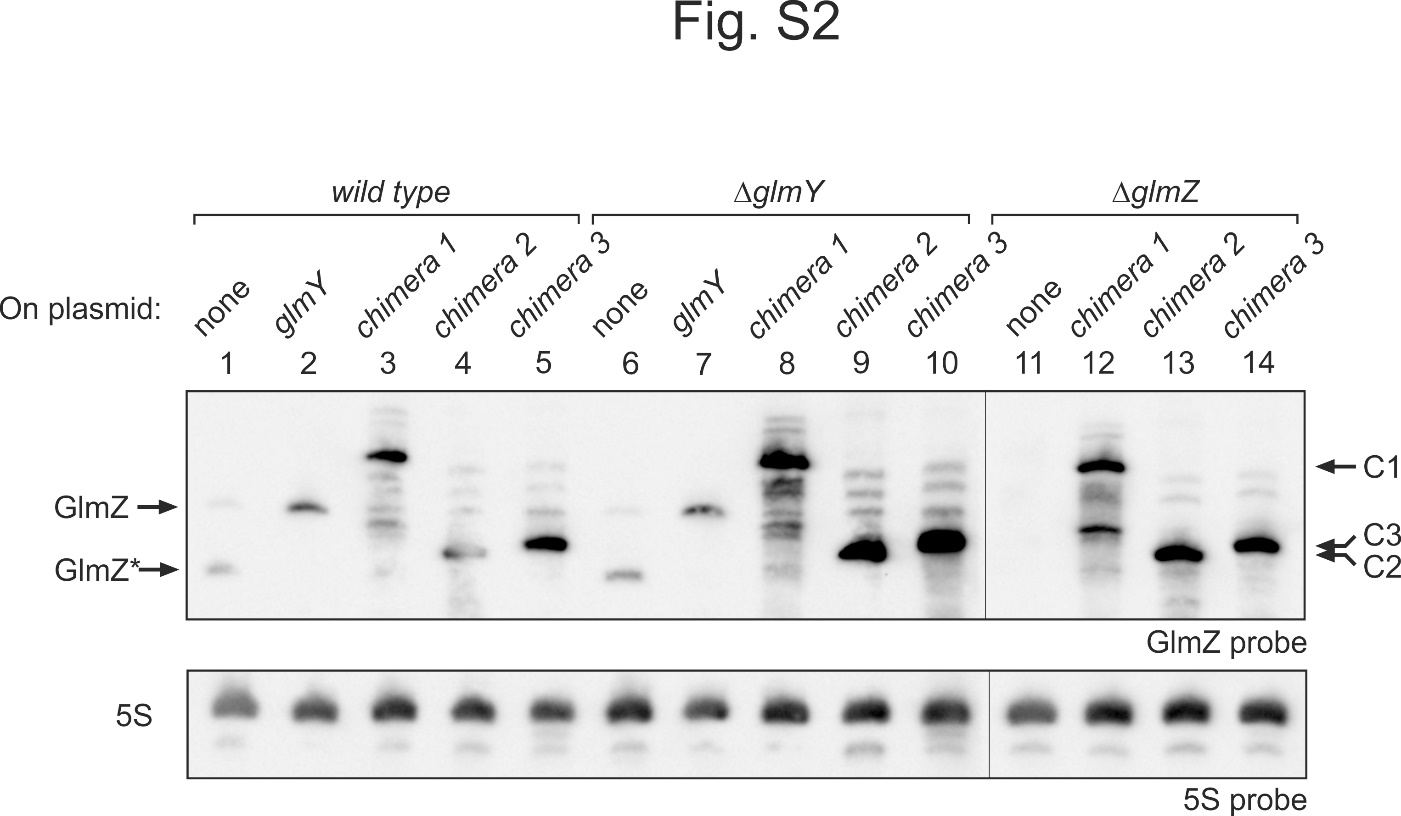 Fig. S2
wild type ΔglmY ΔglmZ
On plasmid: none glmY chimera 1 chimera 2 chimera 3 none glmY chimera 1 chimera 2 chimera 3 none chimera 1 chimera 2 chimera 3
1 2 3 4 5 6 7 8 9 10 11 12 13 14
C1
GlmZ
C3
GlmZ*
C2
GlmZ probe
5S
5S probe